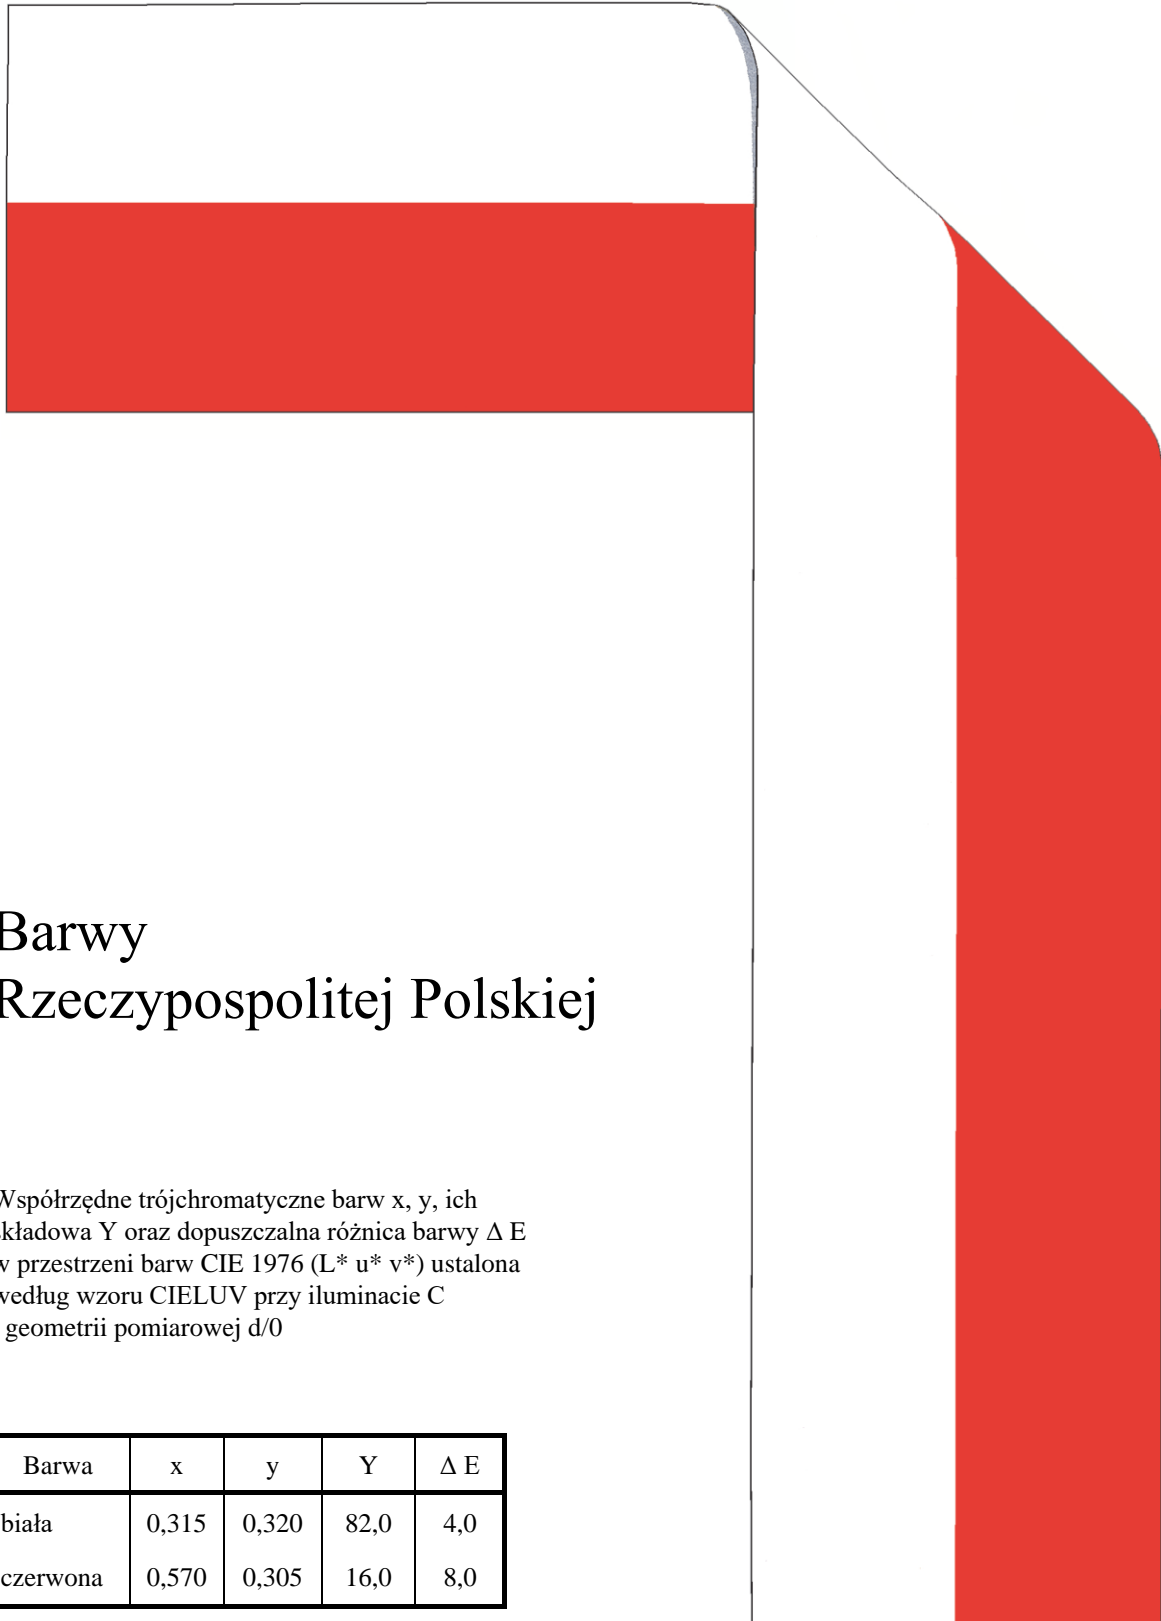 Barwy
Rzeczypospolitej Polskiej
Współrzędne trójchromatyczne barw x, y, ich
składowa Y oraz dopuszczalna różnica barwy Δ E
w przestrzeni barw CIE 1976 (L* u* v*) ustalona
według wzoru CIELUV przy iluminacie C
i geometrii pomiarowej d/0
Barwa x y Y Δ E
biała 0,315 0,320 82,0 4,0
czerwona 0,570 0,305 16,0 8,0